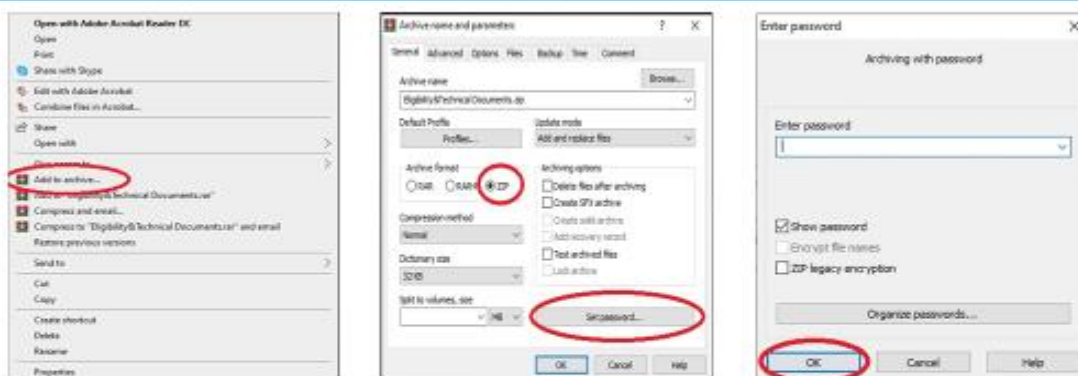 Open with Adobe Acrobat Reader DC
Open
Print
Share with Skype
Edit with Adobe Acrobat
Combine files in Acrobat...
Share
Open with
Add to archive...
Add to "Eligibility&Technical Documents.rar"
Compress and email...
Compress to "Eligibility&Technical Documents.rar" and email
Restore previous versions
Send to
Cut
Copy
Create shortcut
Delete
Rename
Properties
Archive name and parameters
? X
General Advanced Options Files Backup Time Comment
Archive name
Browse...
Eligibility&Technical Documents.zip
Default Profile
Profiles...
Update mode
Add and replace files
Archive format
RAR RAR4 ZIP
Compression method
Normal
Dictionary size
32 KB
Split to volumes, size
MB
Archiving options
Delete files after archiving
Create SFX archive
Create solid archive
Add recovery record
Test archived files
Lock archive
Set password...
OK Cancel Help
Enter password
X
Archiving with password
Enter password
Show password
Encrypt file names
ZIP legacy encryption
Organize passwords...
OK Cancel Help